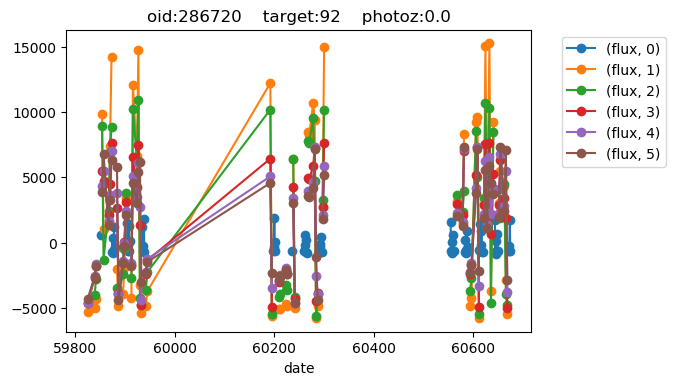 oid:286720    target:92    photoz:0.0
15000
10000
5000
0
−5000
59800
60000
60200
60400
60600
date
(flux, 0)
(flux, 1)
(flux, 2)
(flux, 3)
(flux, 4)
(flux, 5)